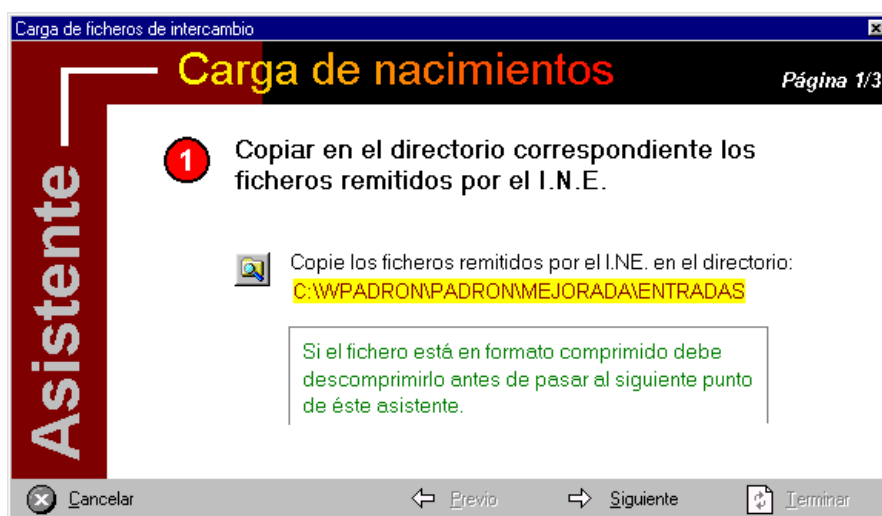 Carga de ficheros de intercambio
Carga de nacimientos
Página 1/3
Asistente
1
Copiar en el directorio correspondiente los
ficheros remitidos por el I.N.E.
Copie los ficheros remitidos por el I.NE. en el directorio:
C:\WPADRON\PADRON\MEJORADA\ENTRADAS
Si el fichero está en formato comprimido debe
descomprimirlo antes de pasar al siguiente punto
de éste asistente.
Cancelar
Previo
Siguiente
Terminar